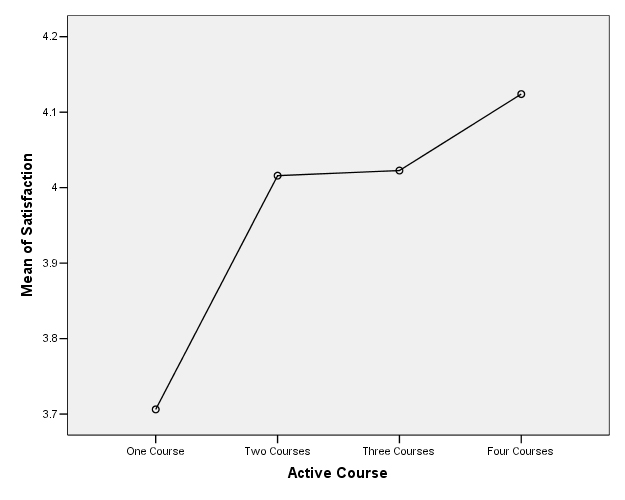 4.2
4.1
4
3.9
3.8
3.7
Mean of Satisfaction
One Course Two Courses Three Courses Four Courses
Active Course